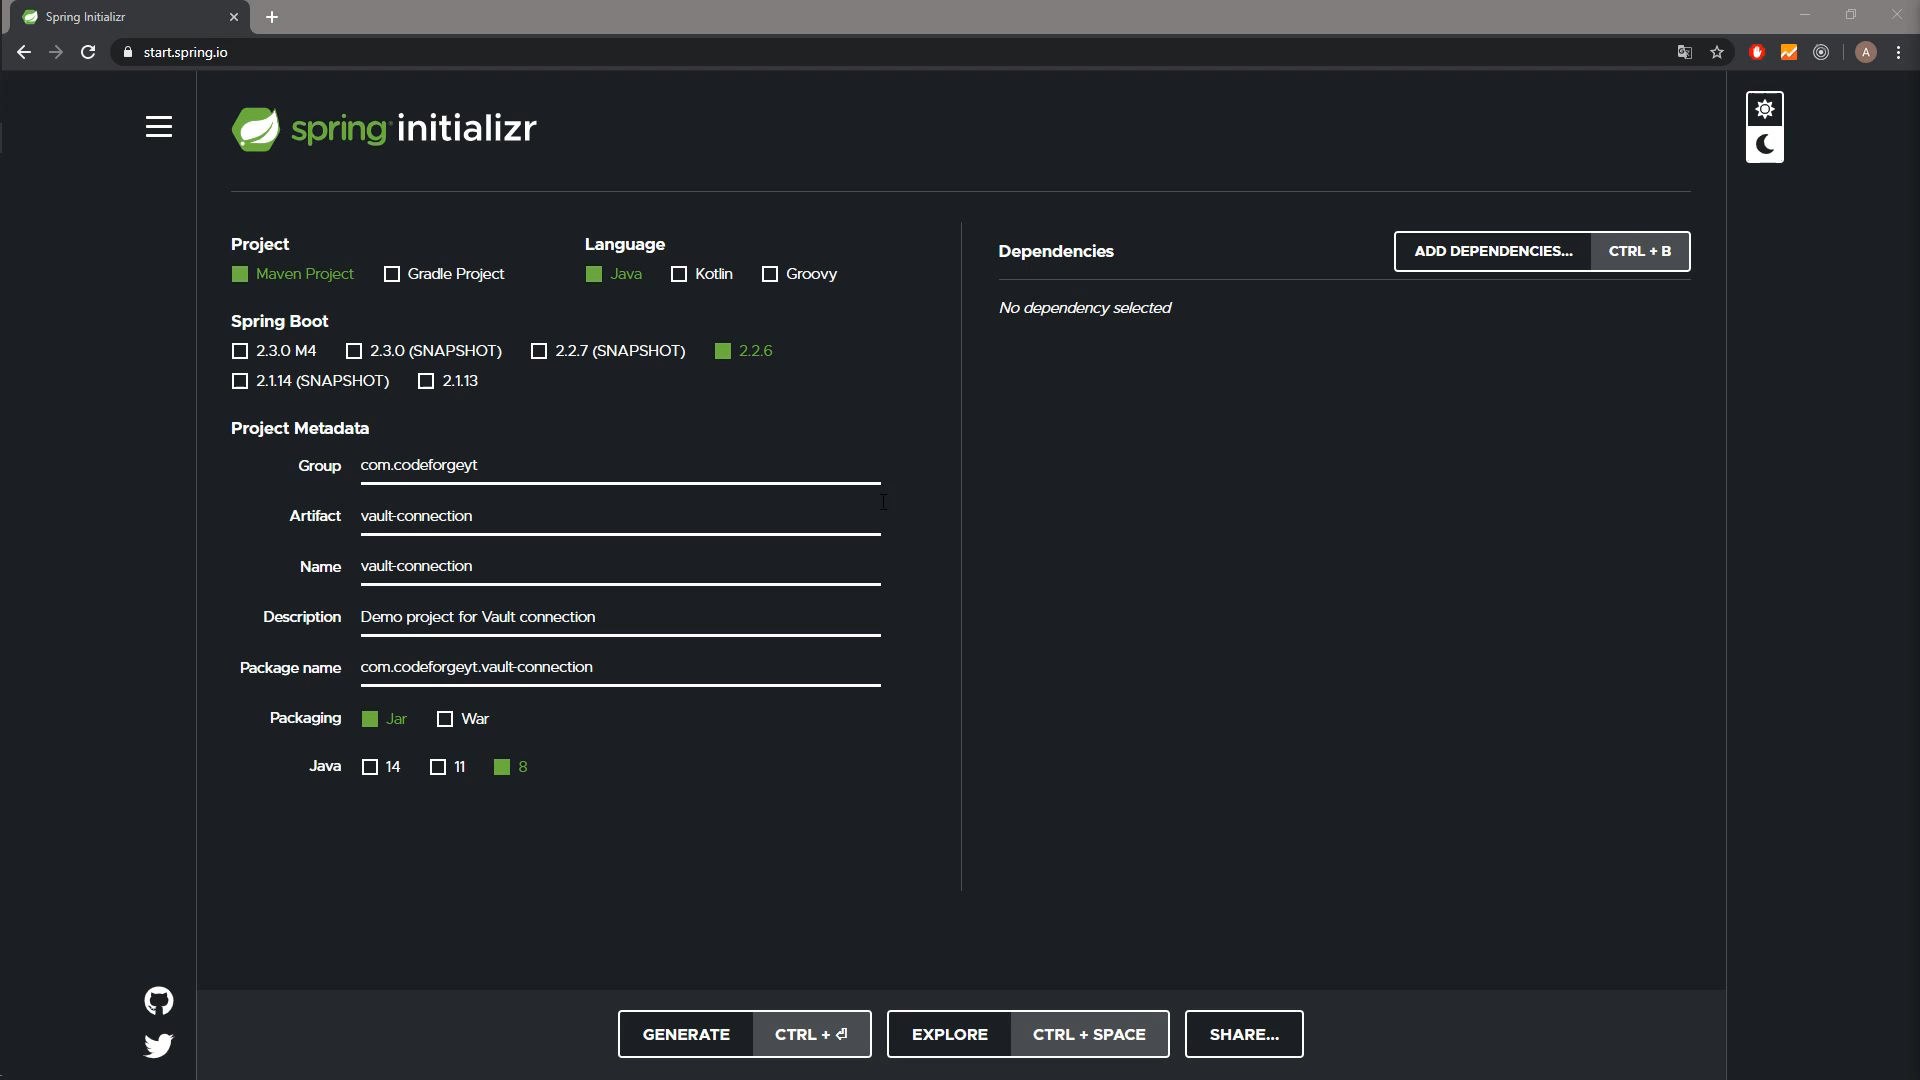 Spring Initializr
start.spring.io
A
spring initializr
Project
Maven Project Gradle Project
Language
Java Kotlin Groovy
Spring Boot
2.3.0 M4 2.3.0 (SNAPSHOT) 2.2.7 (SNAPSHOT) 2.2.6
2.1.14 (SNAPSHOT) 2.1.13
Project Metadata
Group com.codeforgeyt
Artifact vault-connection
Name vault-connection
Description Demo project for Vault connection
Package name com.codeforgeyt.vault-connection
Packaging Jar War
Java 14 11 8
Dependencies
ADD DEPENDENCIES... CTRL + B
No dependency selected
GENERATE CTRL + ⏎ EXPLORE CTRL + SPACE SHARE...